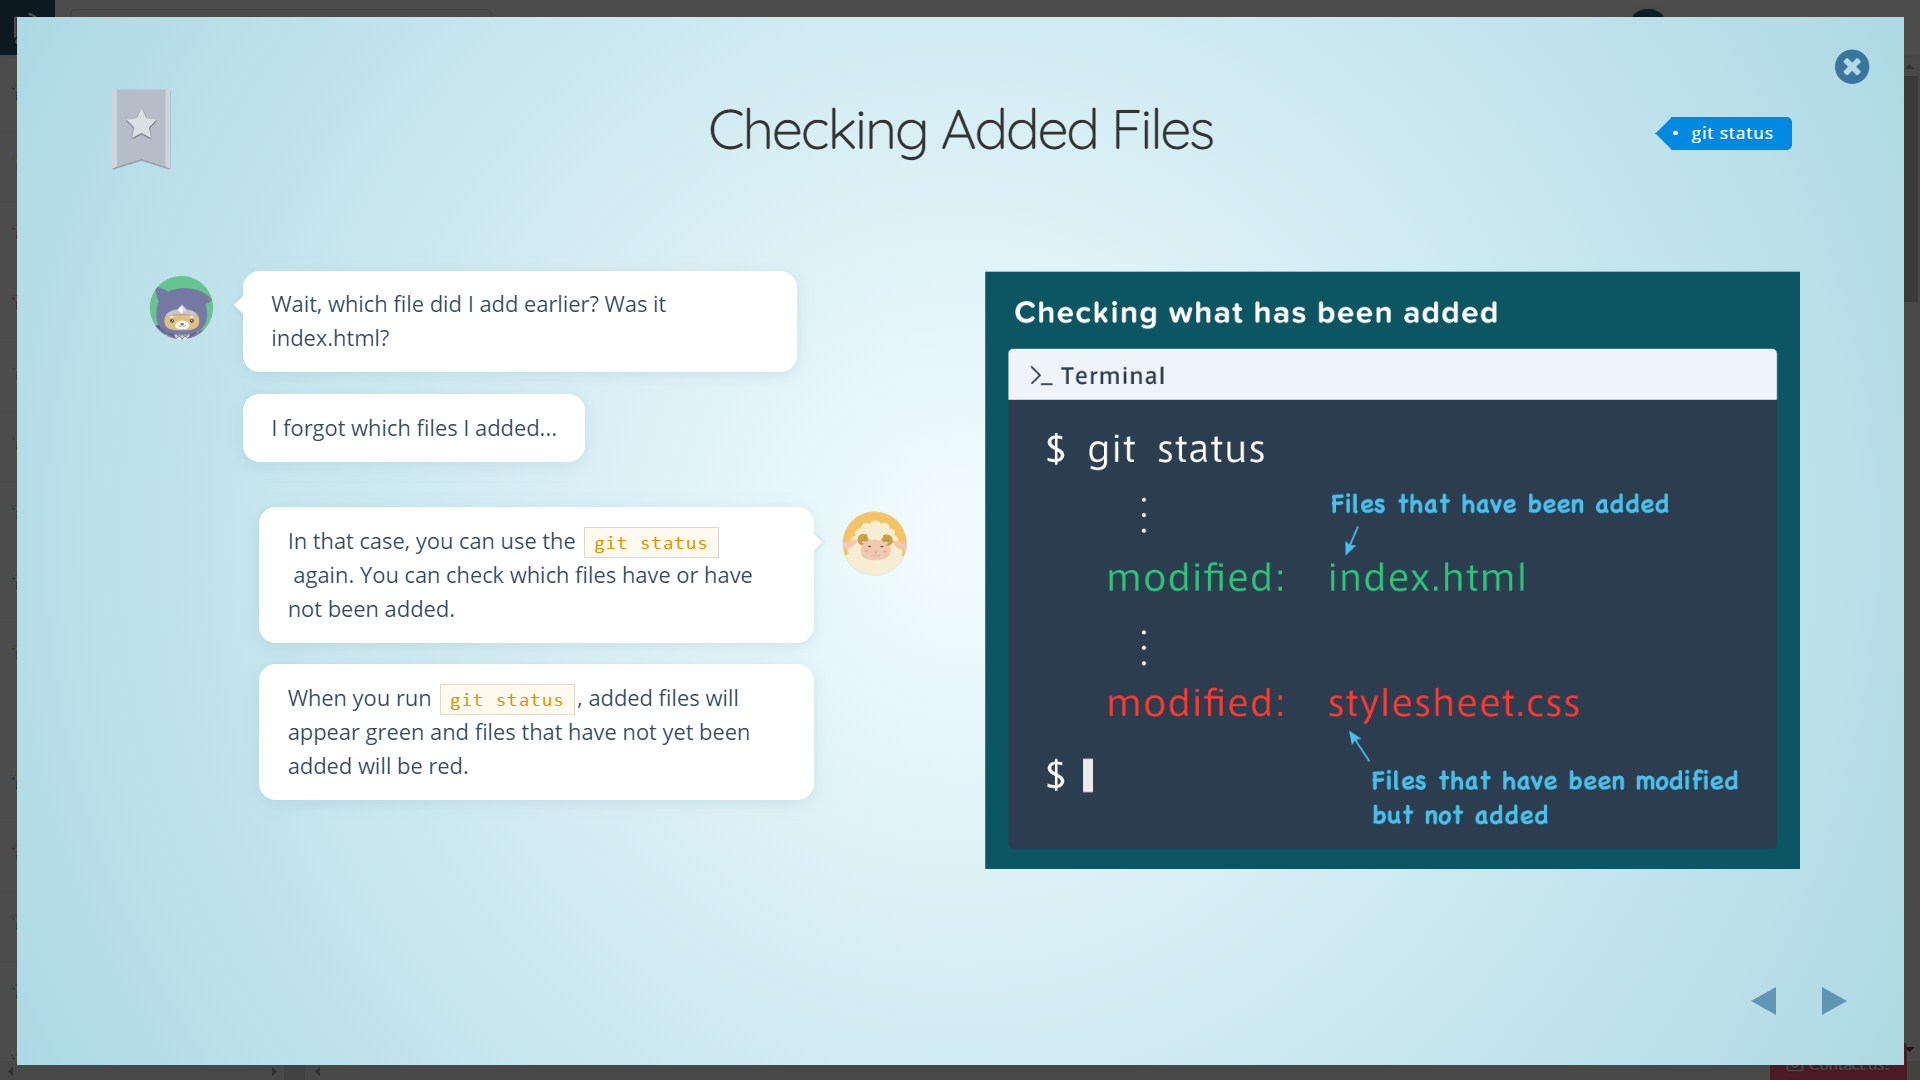 Checking Added Files
git status
Wait, which file did I add earlier? Was it
index.html?
I forgot which files I added...
In that case, you can use the git status
again. You can check which files have or have
not been added.
When you run git status, added files will
appear green and files that have not yet been
added will be red.
Checking what has been added
>_ Terminal
$ git status
Files that have been added
modified: index.html
modified: stylesheet.css
$
Files that have been modified
but not added
Contact us!